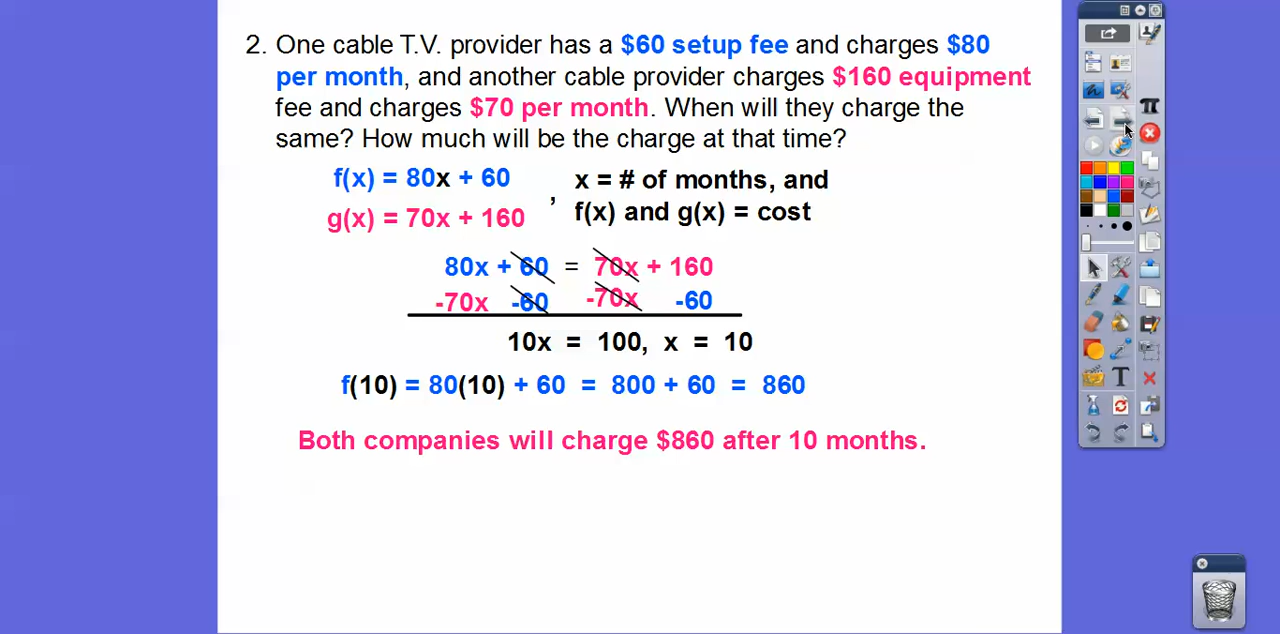 2. One cable T.V. provider has a $60 setup fee and charges $80
per month, and another cable provider charges $160 equipment
fee and charges $70 per month. When will they charge the
same? How much will be the charge at that time?
f(x) = 80x + 60 , x = # of months, and
g(x) = 70x + 160 f(x) and g(x) = cost
80x + 60 = 70x + 160
-70x -60 -70x -60
10x = 100, x = 10
f(10) = 80(10) + 60 = 800 + 60 = 860
Both companies will charge $860 after 10 months.